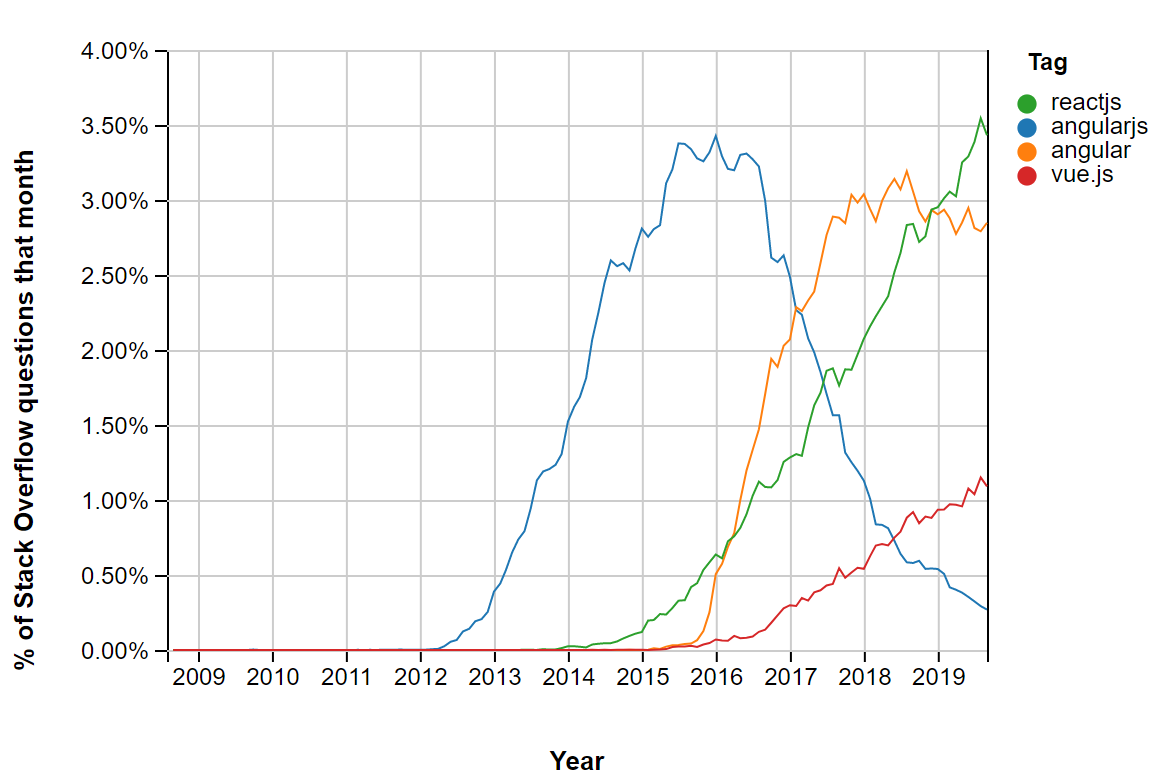 % of Stack Overflow questions that month
4.00%
3.50%
3.00%
2.50%
2.00%
1.50%
1.00%
0.50%
0.00%
2009 2010 2011 2012 2013 2014 2015 2016 2017 2018 2019
Year
Tag
reactjs
angularjs
angular
vue.js